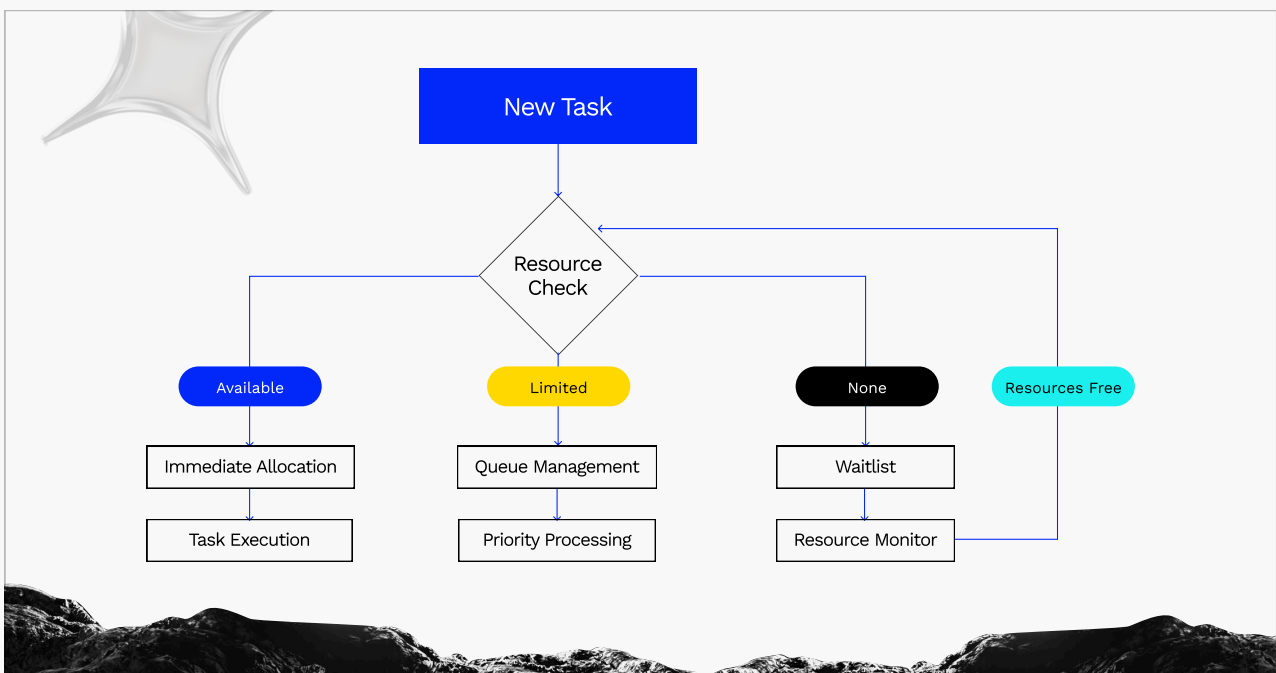 New Task
Resource
Check
Available
Limited
None
Resources Free
Immediate Allocation
Queue Management
Waitlist
Task Execution
Priority Processing
Resource Monitor